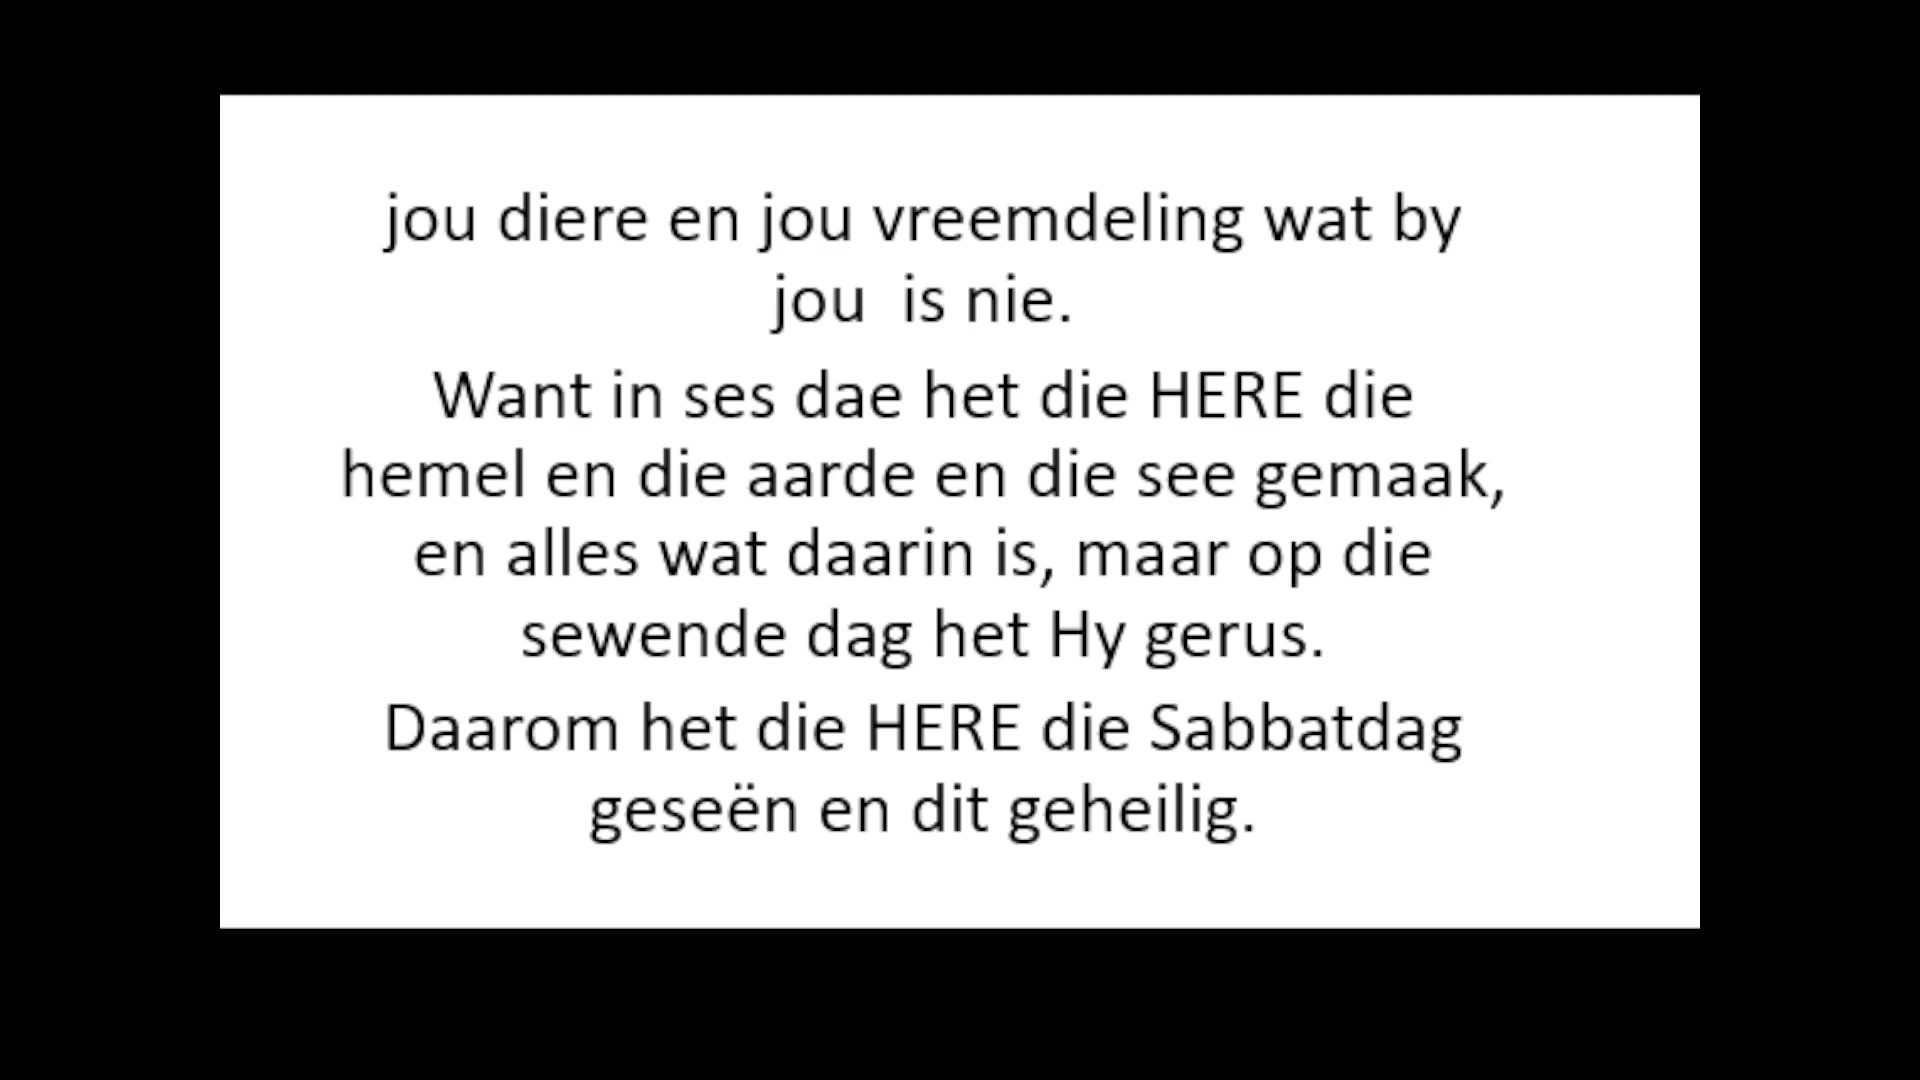 jou diere en jou vreemdeling wat by
jou  is nie.
Want in ses dae het die HERE die
hemel en die aarde en die see gemaak,
en alles wat daarin is, maar op die
sewende dag het Hy gerus.
Daarom het die HERE die Sabbatdag
geseën en dit geheilig.